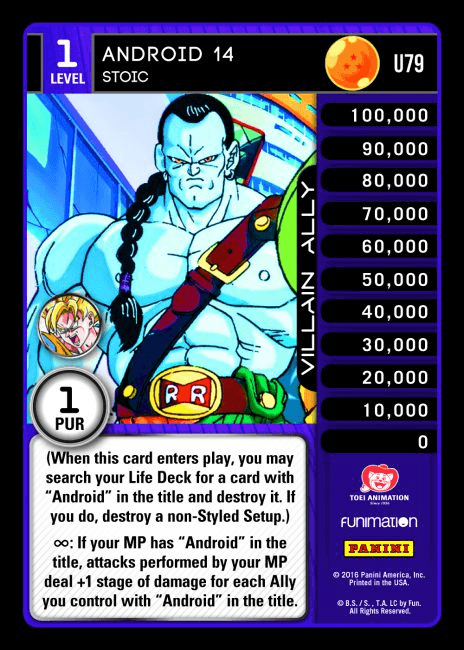 1
LEVEL
ANDROID 14
STOIC
U79
100,000
90,000
80,000
70,000
60,000
50,000
40,000
30,000
20,000
10,000
0
VILLAIN ALLY
RR
1
PUR
(When this card enters play, you may
search your Life Deck for a card with
“Android” in the title and destroy it. If
you do, destroy a non-Styled Setup.)
∞: If your MP has “Android” in the
title, attacks performed by your MP
deal +1 stage of damage for each Ally
you control with “Android” in the title.
TOEI ANIMATION
Since 1956
FUNIMATION
PANINI
© 2016 Panini America, Inc.
Printed in the USA.
© B.S. / S. , T.A. LC by Fun.
All Rights Reserved.